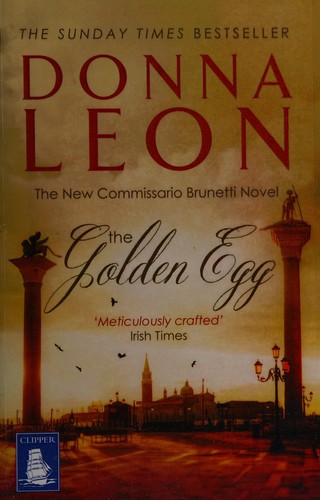 THE SUNDAY TIMES BESTSELLER
DONNA
LEON
The New Commissario Brunetti Novel
the
Golden Egg
'Meticulously crafted'
Irish Times
CLIPPER